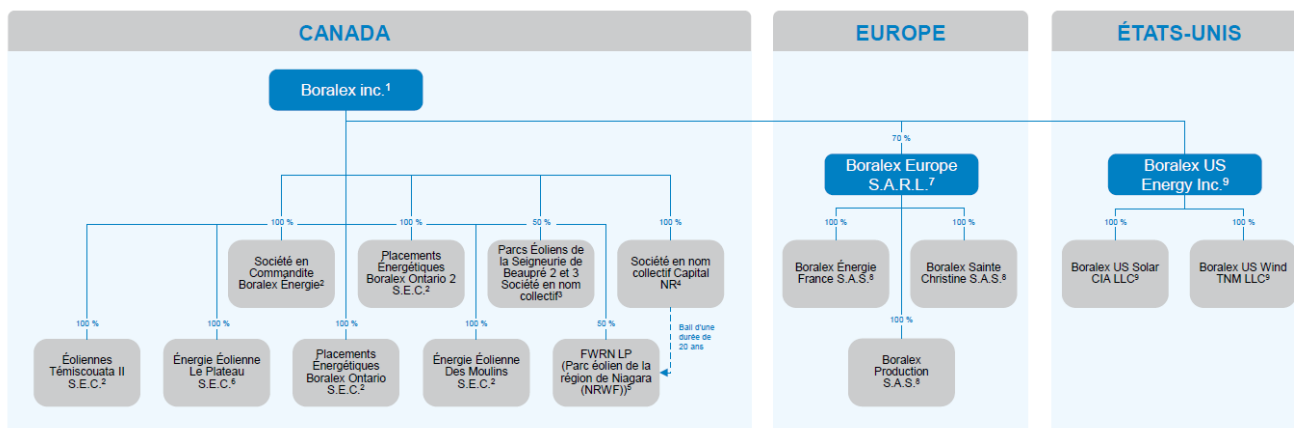 CANADA
EUROPE
ÉTATS-UNIS
Boralex inc.¹
70 %
Boralex Europe
S.A.R.L.⁷
Boralex US
Energy Inc.⁹
100 %
100 %
50 %
100 %
Société en
Commandite
Boralex Énergie²
Placements
Énergétiques
Boralex Ontario 2
S.E.C.²
Parcs Éoliens de
la Seigneurie de
Beaupré 2 et 3
Société en nom
collectif³
Société en nom
collectif Capital
NR⁴
100 %
100 %
Boralex Énergie
France S.A.S.⁸
Boralex Sainte
Christine S.A.S.⁸
100 %
100 %
Boralex US Solar
CIA LLC⁹
Boralex US Wind
TNM LLC⁹
100 %
100 %
100 %
100 %
50 %
Bail d'une
durée de
20 ans
100 %
Éoliennes
Témiscouata II
S.E.C.²
Énergie Éolienne
Le Plateau
S.E.C.⁶
Placements
Énergétiques
Boralex Ontario
S.E.C.²
Énergie Éolienne
Des Moulins
S.E.C.²
FWRN LP
(Parc éolien de la
région de Niagara
(NRWF))⁵
Boralex
Production
S.A.S.⁸